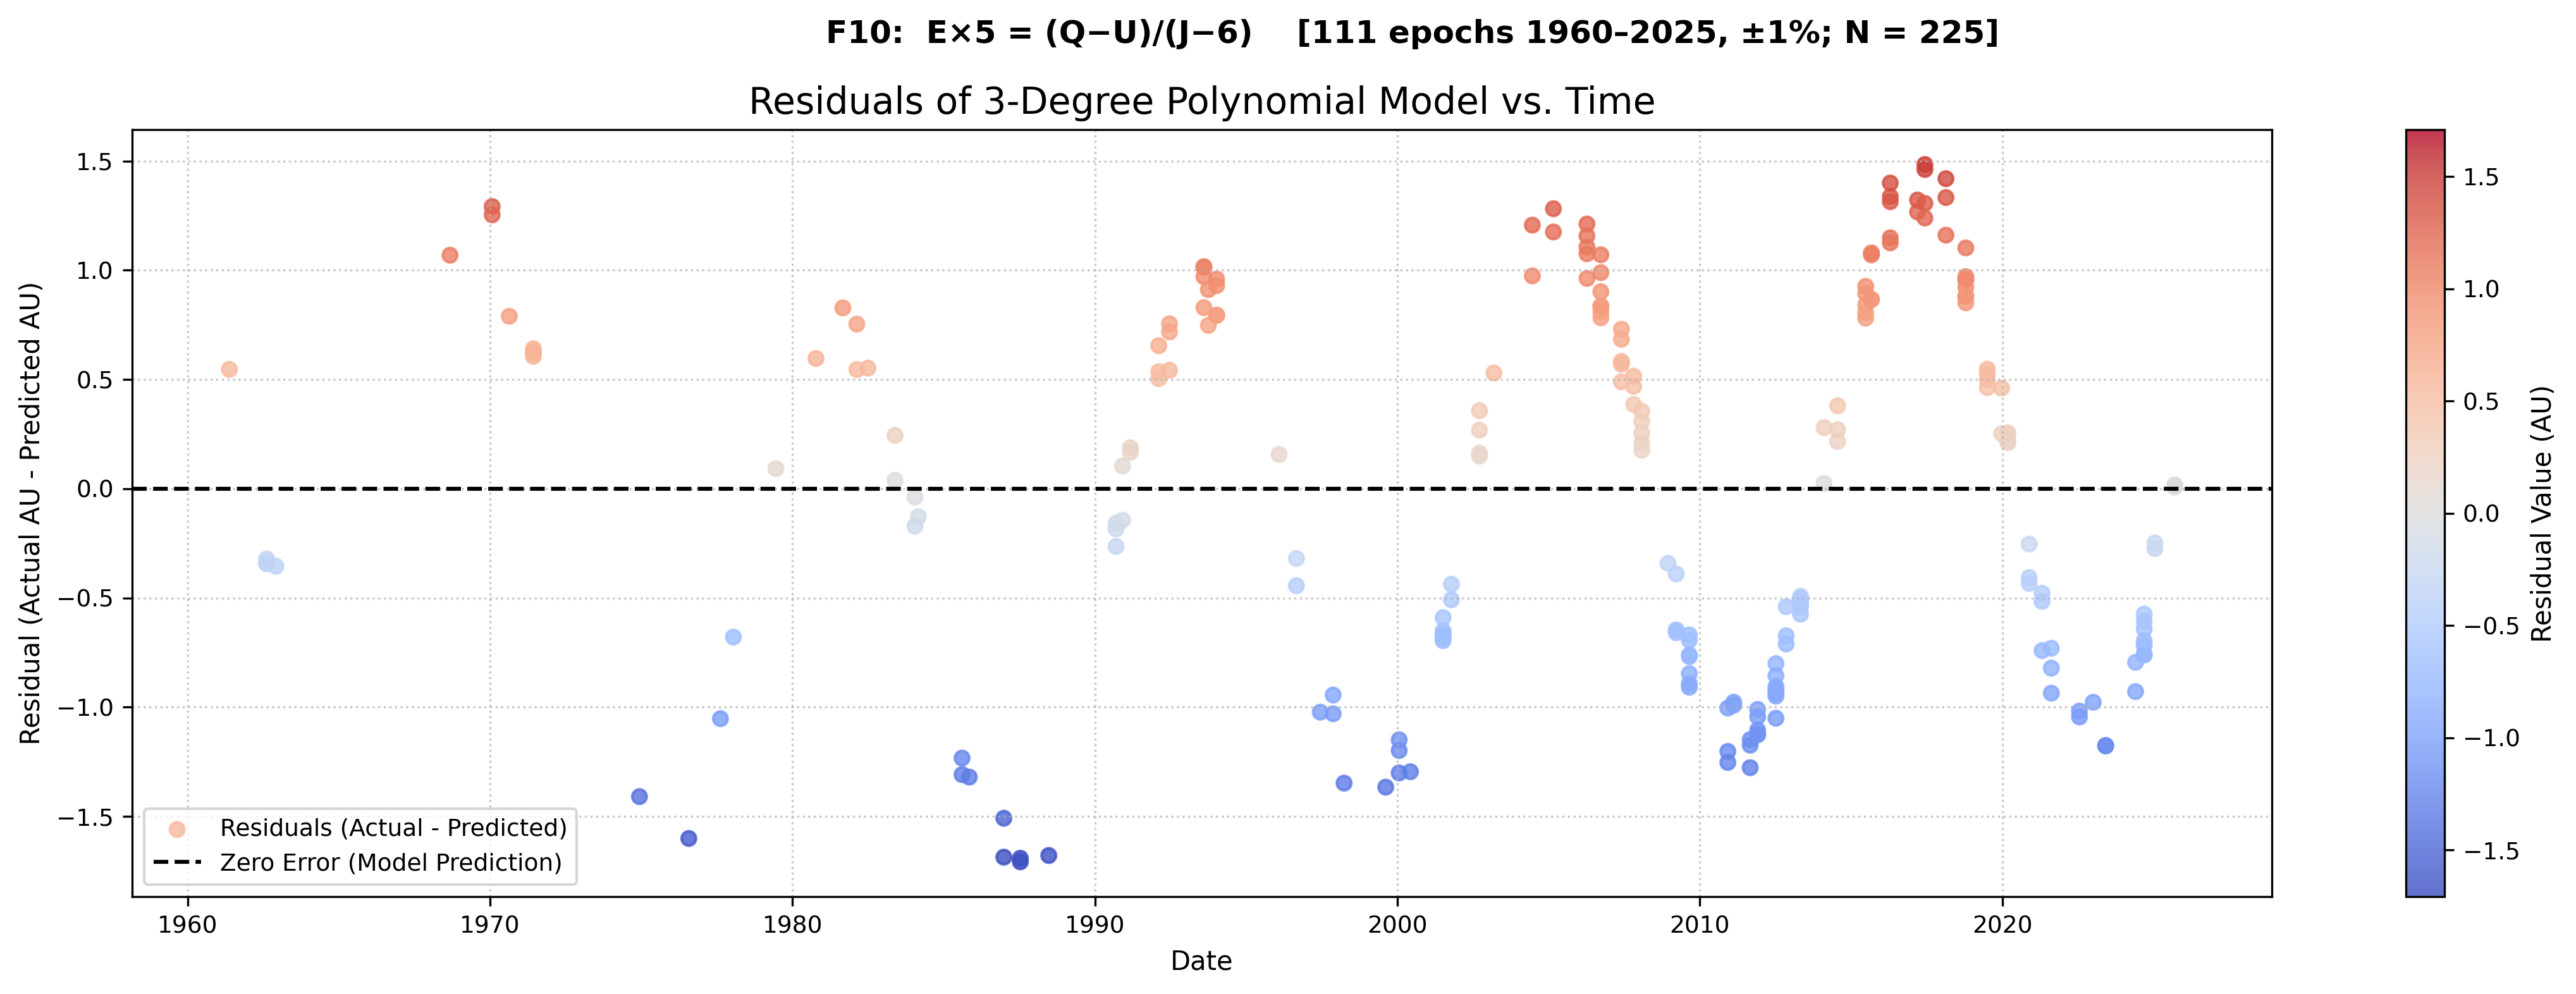 F10: E×5 = (Q−U)/(J−6) [111 epochs 1960–2025, ±1%; N = 225]
Residuals of 3-Degree Polynomial Model vs. Time
Residual (Actual AU - Predicted AU)
1.5
1.0
0.5
0.0
−0.5
−1.0
−1.5
Residuals (Actual - Predicted)
Zero Error (Model Prediction)
1960 1970 1980 1990 2000 2010 2020
Date
1.5
1.0
0.5
0.0
−0.5
−1.0
−1.5
Residual Value (AU)